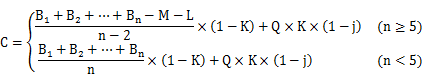 C = { (B₁ + B₂ + ⋯ + Bₙ − M − L)/(n − 2) × (1 − K) + Q × K × (1 − j) (n ≥ 5)
(B₁ + B₂ + ⋯ + Bₙ)/n × (1 − K) + Q × K × (1 − j) (n < 5)